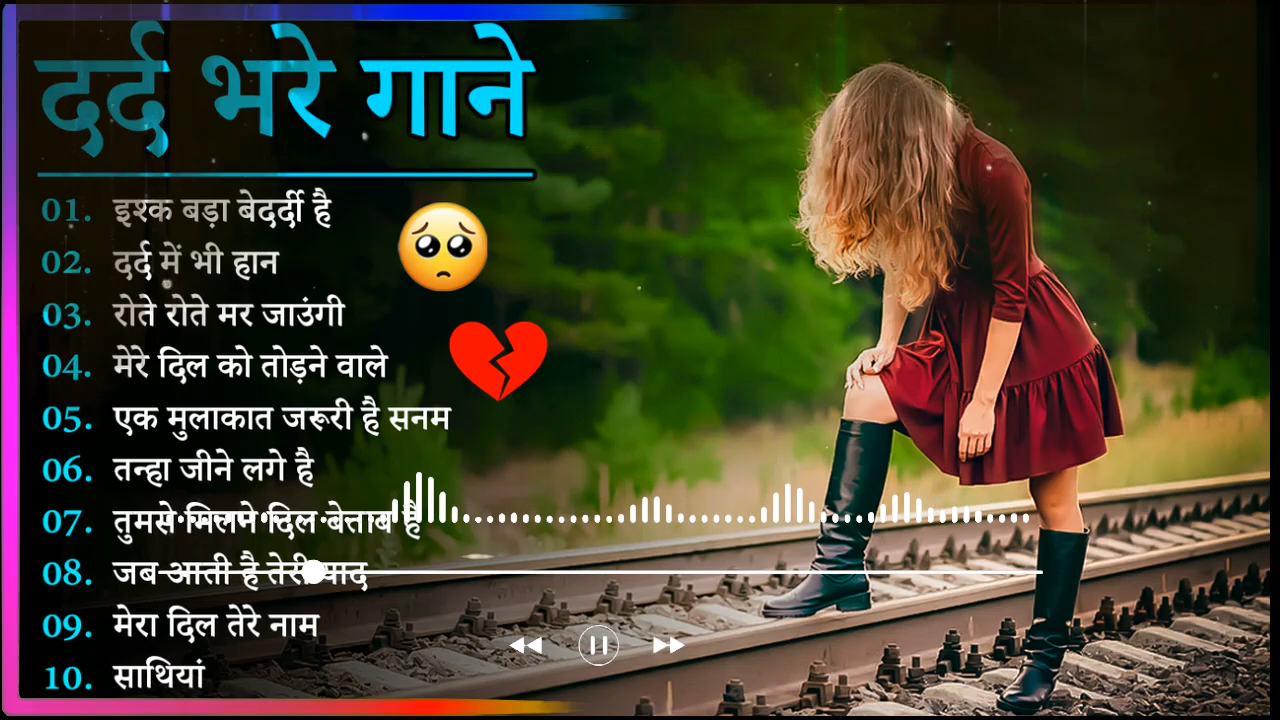 दर्द भरे गाने
01. इश्क बड़ा बेदर्दी है
02. दर्द में भी हान
03. रोते रोते मर जाउंगी
04. मेरे दिल को तोड़ने वाले
05. एक मुलाकात जरूरी है सनम
06. तन्हा जीने लगे है
07. तुमसे मिलने दिल बेताब है
08. जब आती है तेरी याद
09. मेरा दिल तेरे नाम
10. साथियां